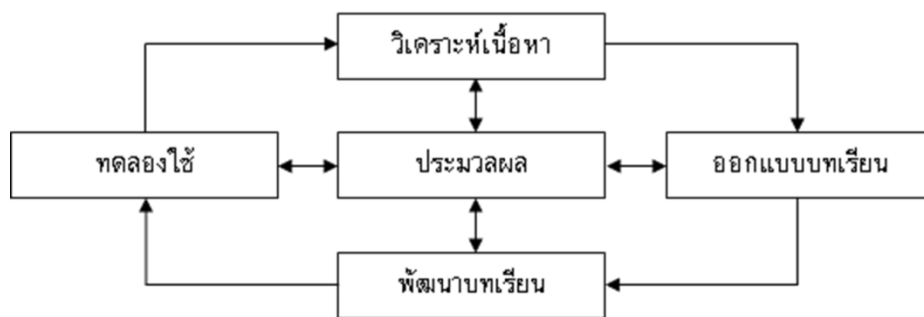 วิเคราะห์เนื้อหา
ทดลองใช้
ประมวลผล
ออกแบบบทเรียน
พัฒนาบทเรียน